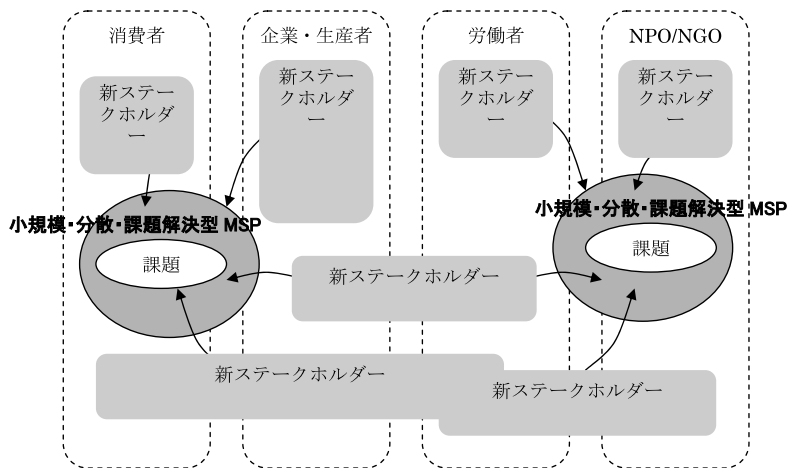 消費者
企業・生産者
労働者
NPO/NGO
新ステー
クホルダ
ー
新ステー
クホルダ
ー
新ステー
クホルダ
ー
新ステー
クホルダ
ー
小規模・分散・課題解決型 MSP
課題
小規模・分散・課題解決型 MSP
課題
新ステークホルダー
新ステークホルダー
新ステークホルダー